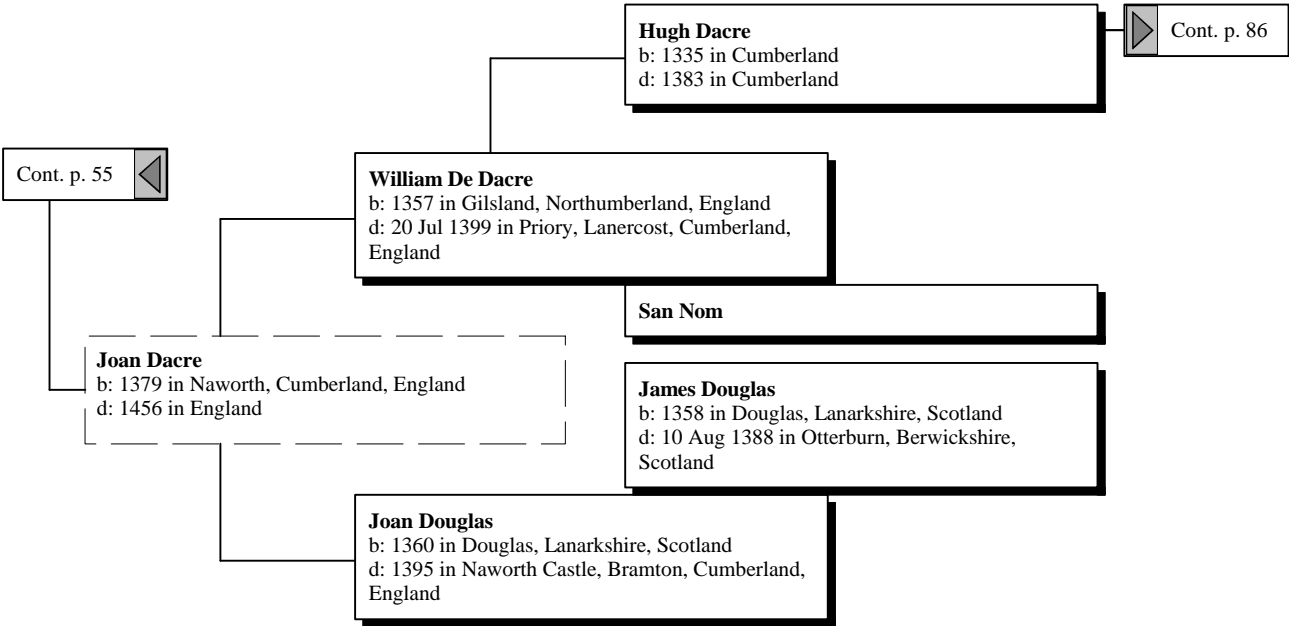 Hugh Dacre
b: 1335 in Cumberland
d: 1383 in Cumberland
Cont. p. 86
Cont. p. 55
William De Dacre
b: 1357 in Gilsland, Northumberland, England
d: 20 Jul 1399 in Priory, Lanercost, Cumberland,
England
San Nom
Joan Dacre
b: 1379 in Naworth, Cumberland, England
d: 1456 in England
James Douglas
b: 1358 in Douglas, Lanarkshire, Scotland
d: 10 Aug 1388 in Otterburn, Berwickshire,
Scotland
Joan Douglas
b: 1360 in Douglas, Lanarkshire, Scotland
d: 1395 in Naworth Castle, Bramton, Cumberland,
England